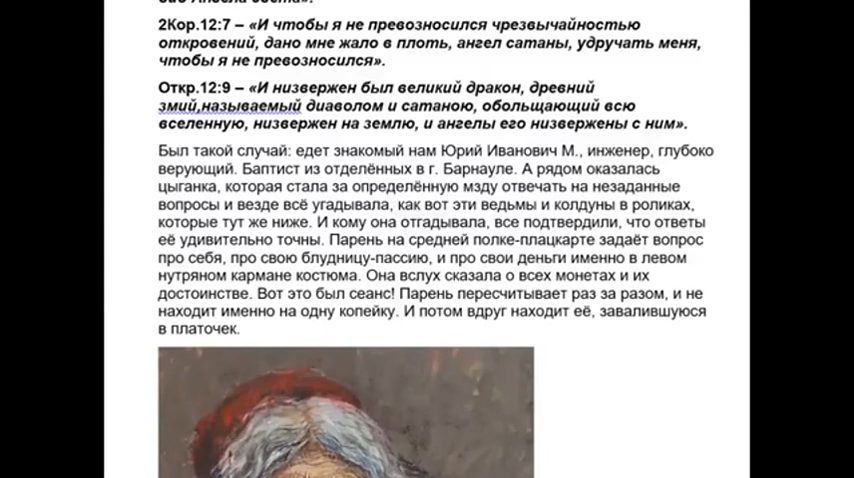 2Кор.12:7 – «И чтобы я не превозносился чрезвычайностью
откровений, дано мне жало в плоть, ангел сатаны, удручать меня,
чтобы я не превозносился».
Откр.12:9 – «И низвержен был великий дракон, древний
змий,называемый диаволом и сатаною, обольщающий всю
вселенную, низвержен на землю, и ангелы его низвержены с ним».
Был такой случай: едет знакомый нам Юрий Иванович М., инженер, глубоко
верующий. Баптист из отделённых в г. Барнауле. А рядом оказалась
цыганка, которая стала за определённую мзду отвечать на незаданные
вопросы и везде всё угадывала, как вот эти ведьмы и колдуны в роликах,
которые тут же ниже. И кому она отгадывала, все подтвердили, что ответы
её удивительно точны. Парень на средней полке-плацкарте задаёт вопрос
про себя, про свою блудницу-пассию, и про свои деньги именно в левом
нутряном кармане костюма. Она вслух сказала о всех монетах и их
достоинстве. Вот это был сеанс! Парень пересчитывает раз за разом, и не
находит именно на одну копейку. И потом вдруг находит её, завалившуюся
в платочек.